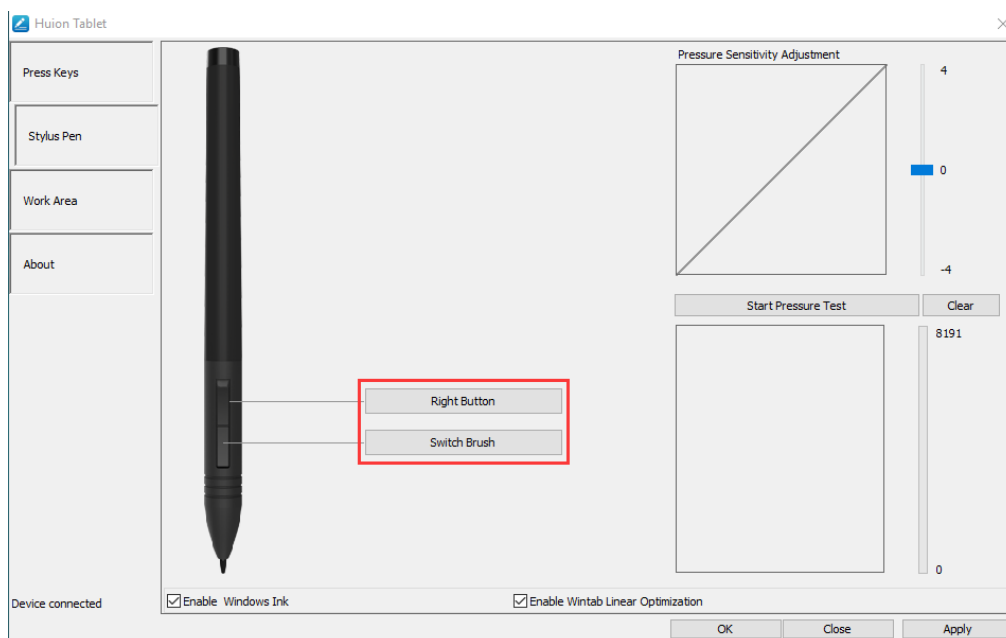 Huion Tablet
Press Keys
Stylus Pen
Work Area
About
Device connected
Right Button
Switch Brush
Pressure Sensitivity Adjustment
4
0
-4
Start Pressure Test
Clear
8191
0
Enable Windows Ink
Enable Wintab Linear Optimization
OK
Close
Apply